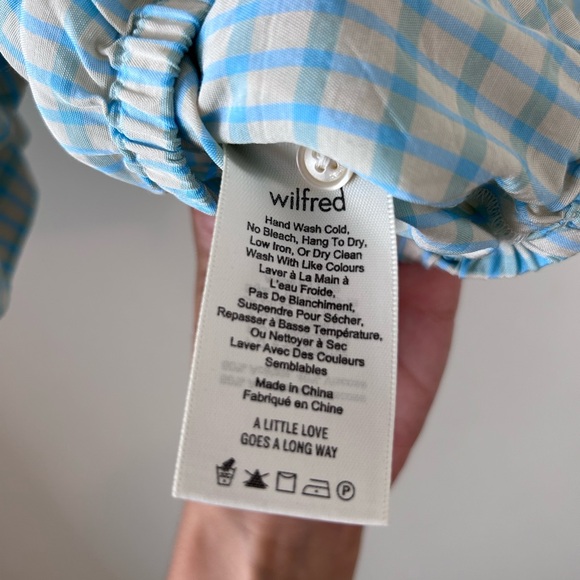 wilfred
Hand Wash Cold,
No Bleach, Hang To Dry,
Low Iron, Or Dry Clean
Wash With Like Colours
Laver à La Main à
L'eau Froide,
Pas De Blanchiment,
Suspendre Pour Sécher,
Repasser à Basse Température,
Ou Nettoyer à Sec
Laver Avec Des Couleurs
Semblables
Made in China
Fabriqué en Chine
A LITTLE LOVE
GOES A LONG WAY
P